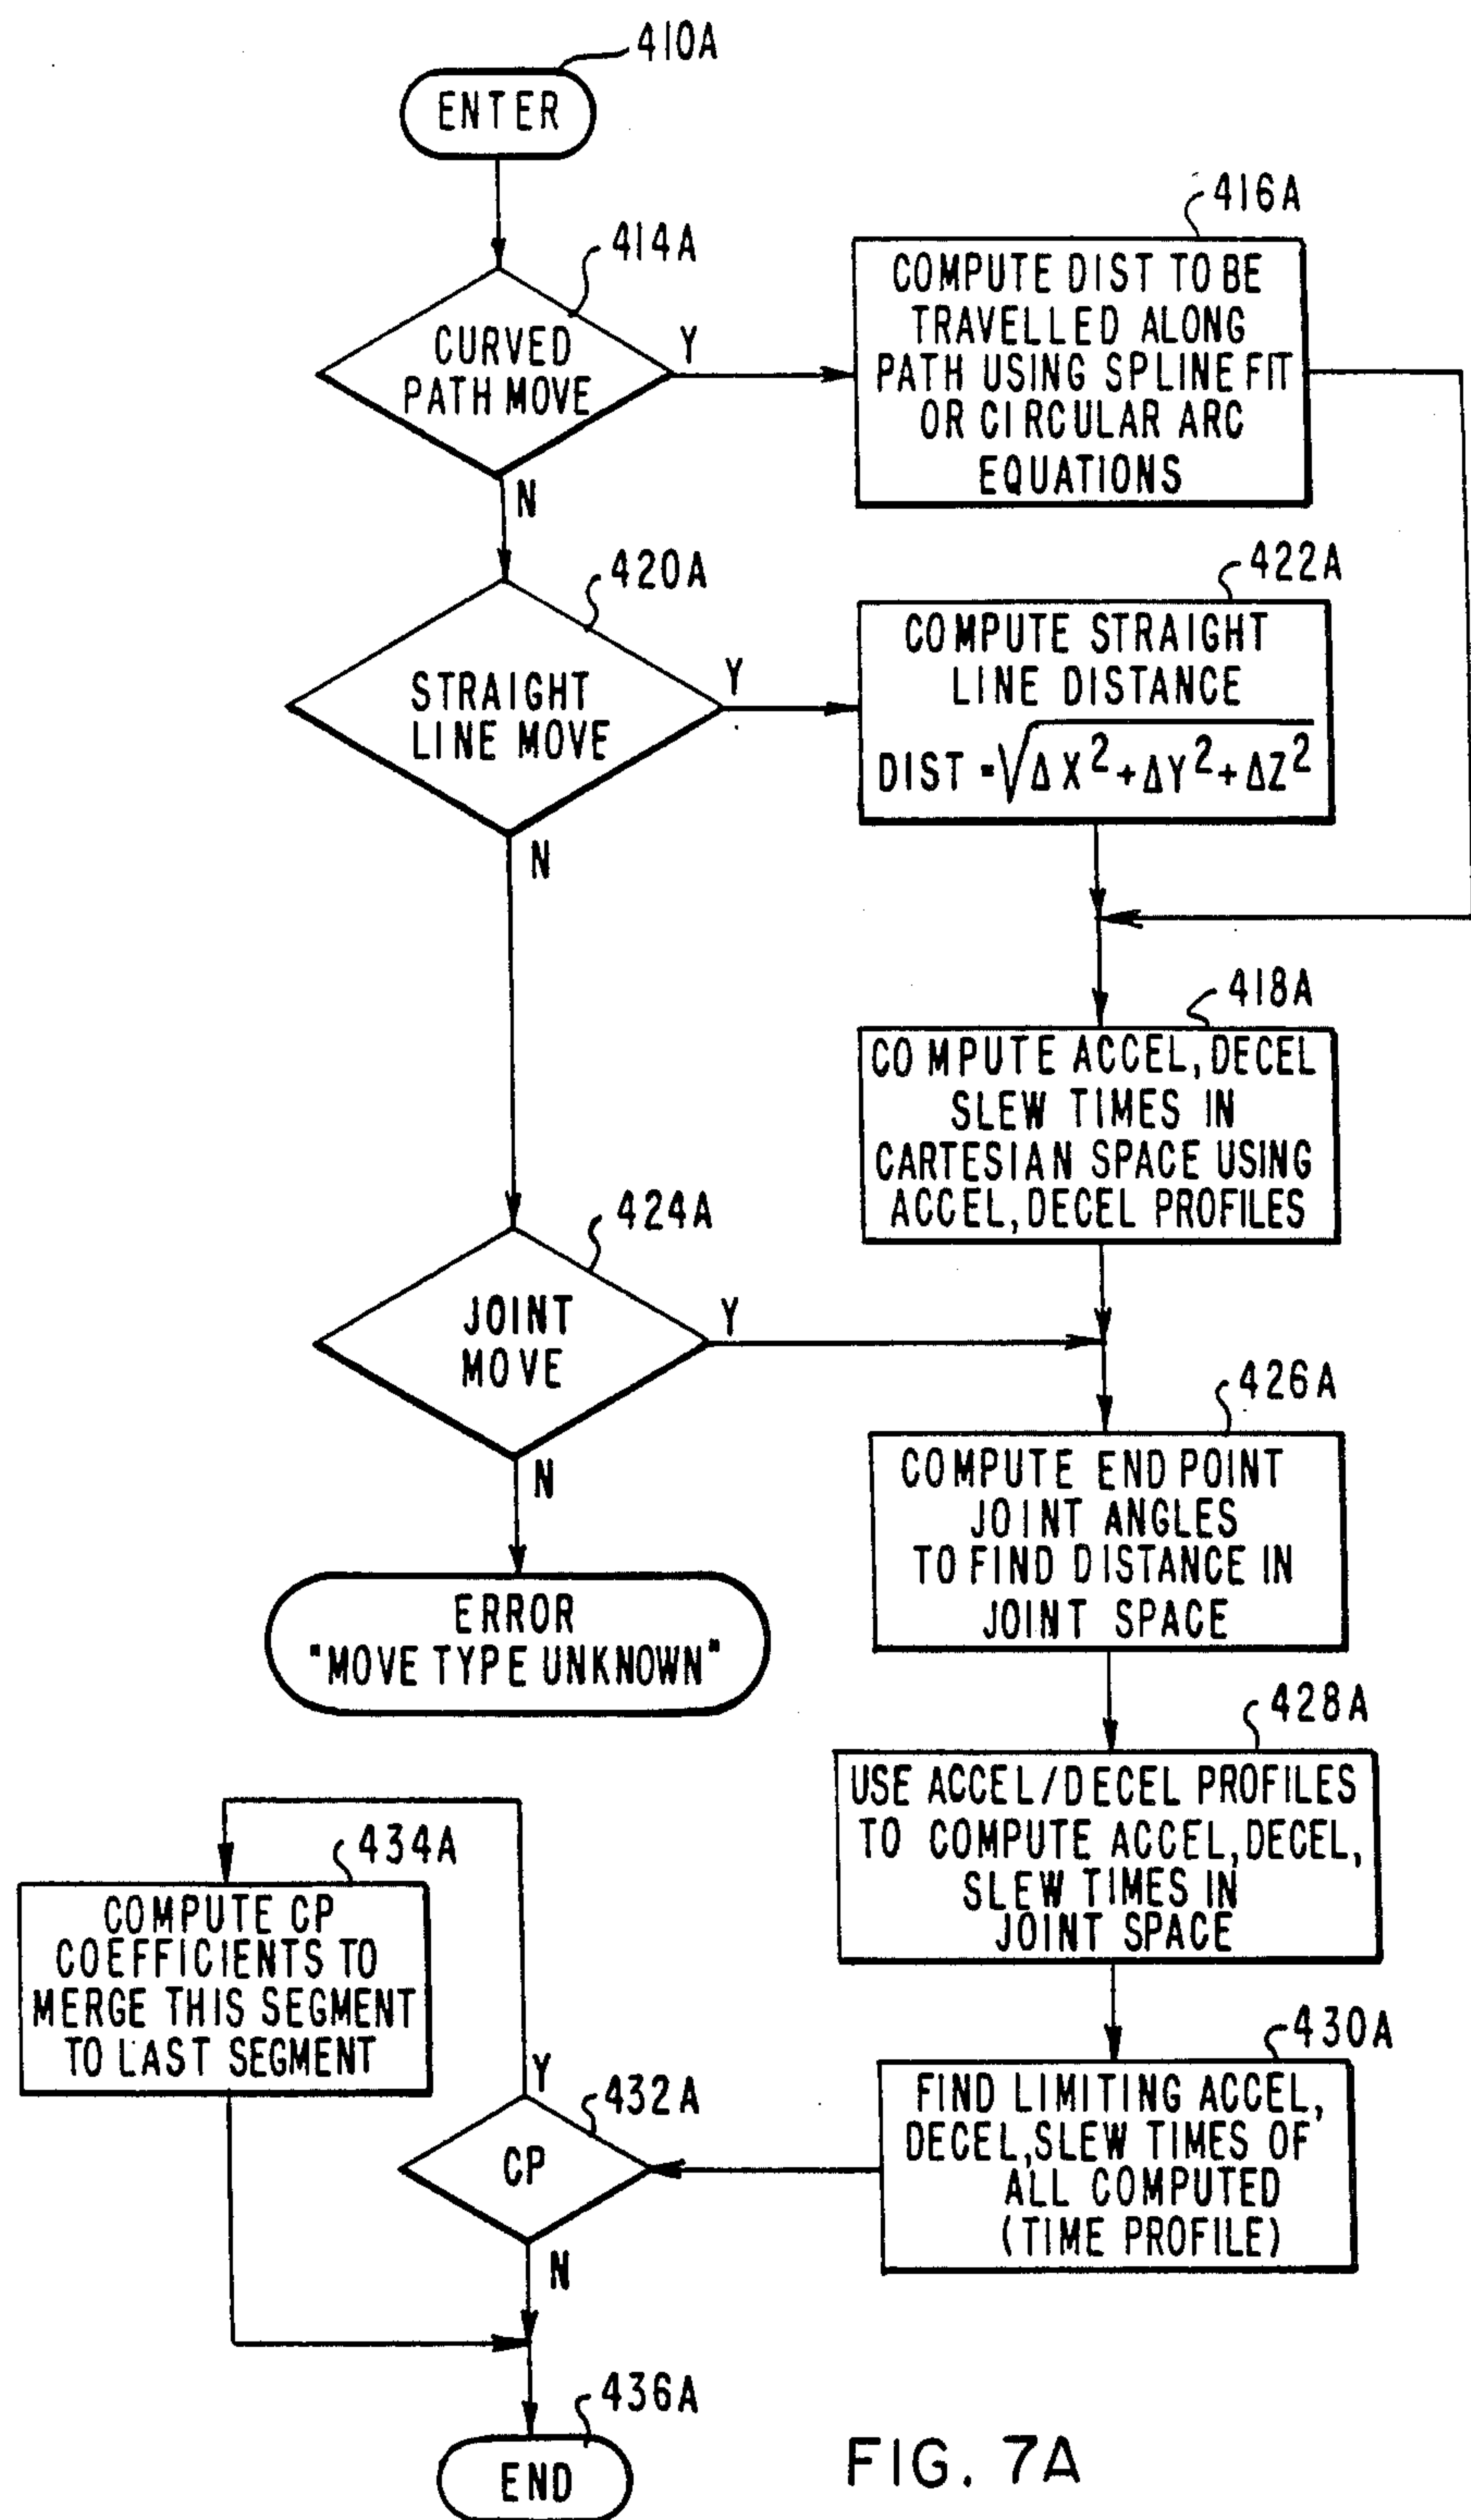 410A
ENTER
414A
CURVED
PATH MOVE
Y
N
416A
COMPUTE DIST TO BE
TRAVELLED ALONG
PATH USING SPLINE FIT
OR CIRCULAR ARC
EQUATIONS
420A
STRAIGHT
LINE MOVE
Y
N
422A
COMPUTE STRAIGHT
LINE DISTANCE
DIST = √ΔX² + ΔY² + ΔZ²
418A
COMPUTE ACCEL, DECEL
SLEW TIMES IN
CARTESIAN SPACE USING
ACCEL, DECEL PROFILES
424A
JOINT
MOVE
Y
N
ERROR
"MOVE TYPE UNKNOWN"
426A
COMPUTE END POINT
JOINT ANGLES
TO FIND DISTANCE IN
JOINT SPACE
428A
USE ACCEL/DECEL PROFILES
TO COMPUTE ACCEL, DECEL,
SLEW TIMES IN
JOINT SPACE
430A
FIND LIMITING ACCEL,
DECEL, SLEW TIMES OF
ALL COMPUTED
(TIME PROFILE)
432A
CP
Y
N
434A
COMPUTE CP
COEFFICIENTS TO
MERGE THIS SEGMENT
TO LAST SEGMENT
436A
END
FIG. 7A